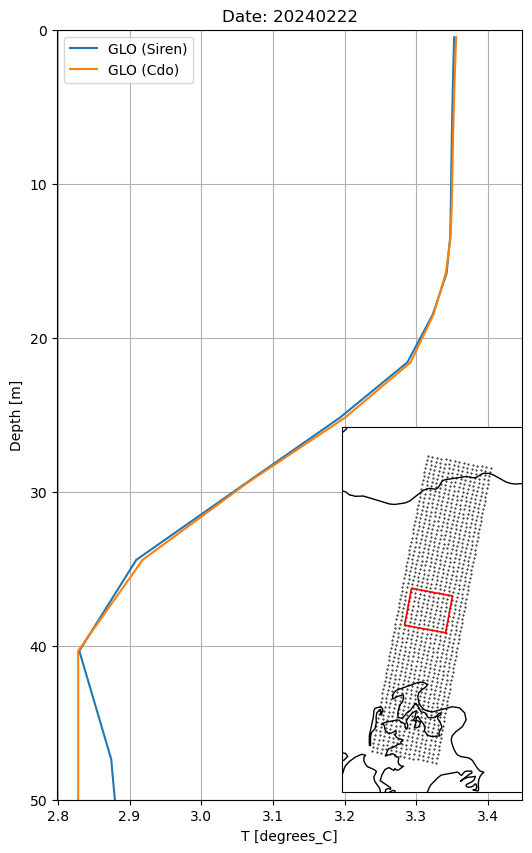 Date: 20240222
GLO (Siren)
GLO (Cdo)
0
10
20
30
40
50
Depth [m]
2.8 2.9 3.0 3.1 3.2 3.3 3.4
T [degrees_C]